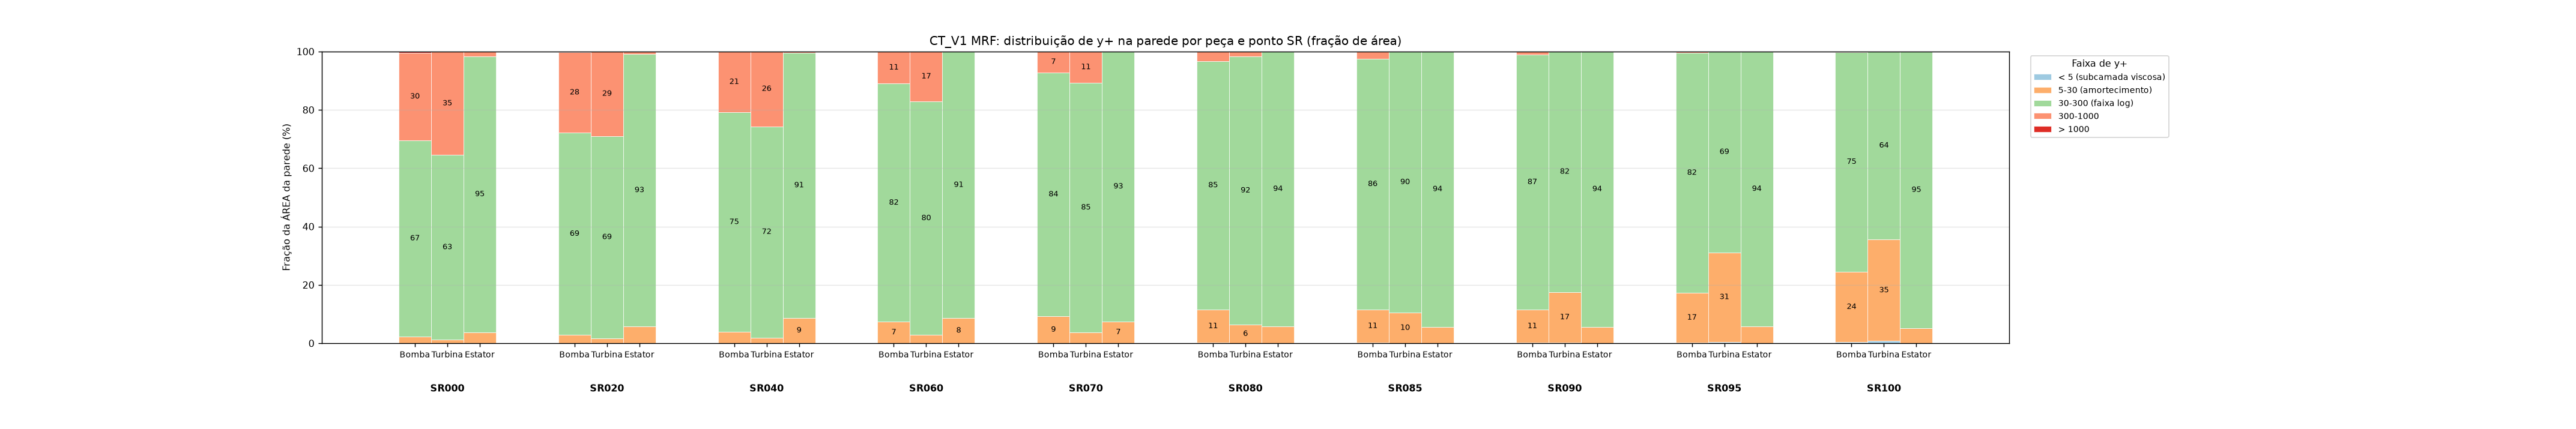 CT_V1 MRF: distribuição de y+ na parede por peça e ponto SR (fração de área)
Fração da ÁREA da parede (%)
100
80
60
40
20
0
30 35
67 63 95
28 29
69 69 93
21 26
75 72 91
9
11 17
82 80 91
7 8
7 11
84 85 93
9 7
85 92 94
11 6
86 90 94
11 10
87 82 94
11 17
82 69 94
17 31
75 64 95
24 35
Bomba Turbina Estator Bomba Turbina Estator Bomba Turbina Estator Bomba Turbina Estator Bomba Turbina Estator Bomba Turbina Estator Bomba Turbina Estator Bomba Turbina Estator Bomba Turbina Estator Bomba Turbina Estator
SR000 SR020 SR040 SR060 SR070 SR080 SR085 SR090 SR095 SR100
Faixa de y+
< 5 (subcamada viscosa)
5-30 (amortecimento)
30-300 (faixa log)
300-1000
> 1000